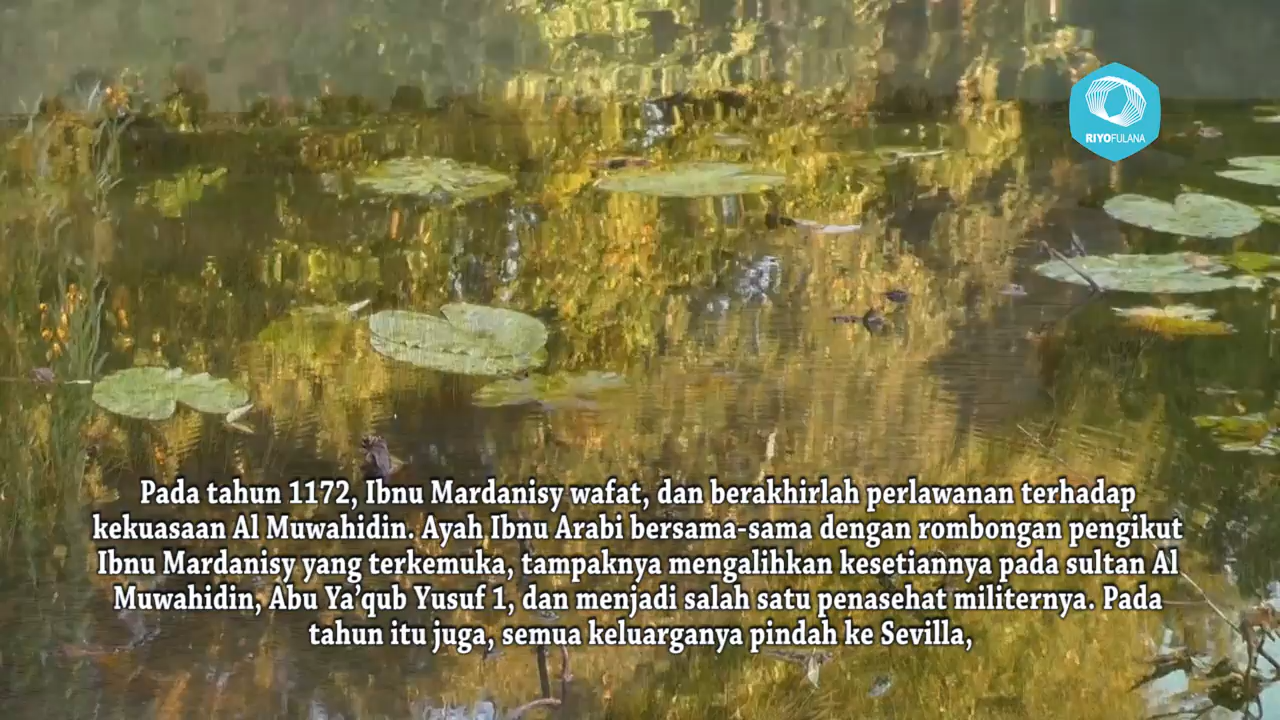 RIYOFULANA
Pada tahun 1172, Ibnu Mardanisy wafat, dan berakhirlah perlawanan terhadap
kekuasaan Al Muwahidin. Ayah Ibnu Arabi bersama-sama dengan rombongan pengikut
Ibnu Mardanisy yang terkemuka, tampaknya mengalihkan kesetiannya pada sultan Al
Muwahidin, Abu Ya’qub Yusuf 1, dan menjadi salah satu penasehat militernya. Pada
tahun itu juga, semua keluarganya pindah ke Sevilla,